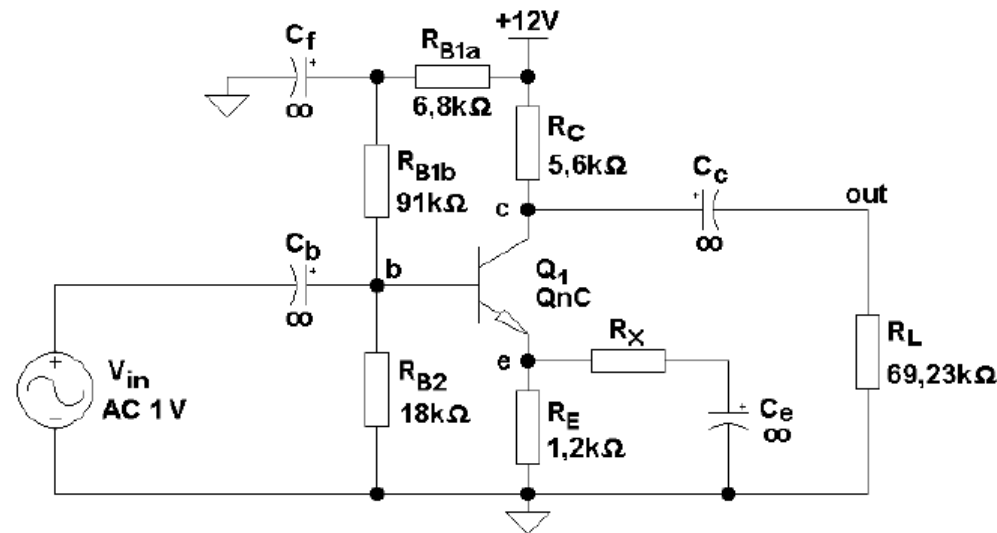 +12V
Cf
∞
RB1a
6,8kΩ
RC
5,6kΩ
RB1b
91kΩ
Cc
∞
out
c
Cb
∞
b
Q1
QnC
RX
e
Vin
AC 1V
RB2
18kΩ
RE
1,2kΩ
Ce
∞
RL
69,23kΩ